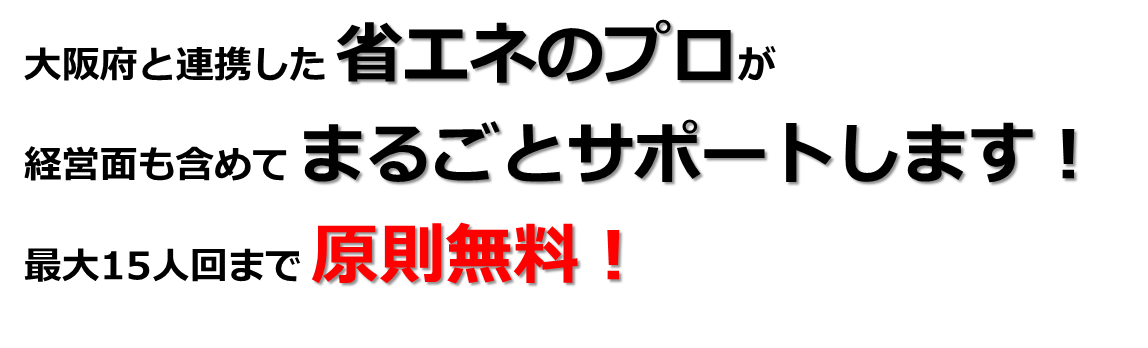 大阪府と連携した 省エネのプロが
経営面も含めて まるごとサポートします！
最大15人回まで 原則無料！